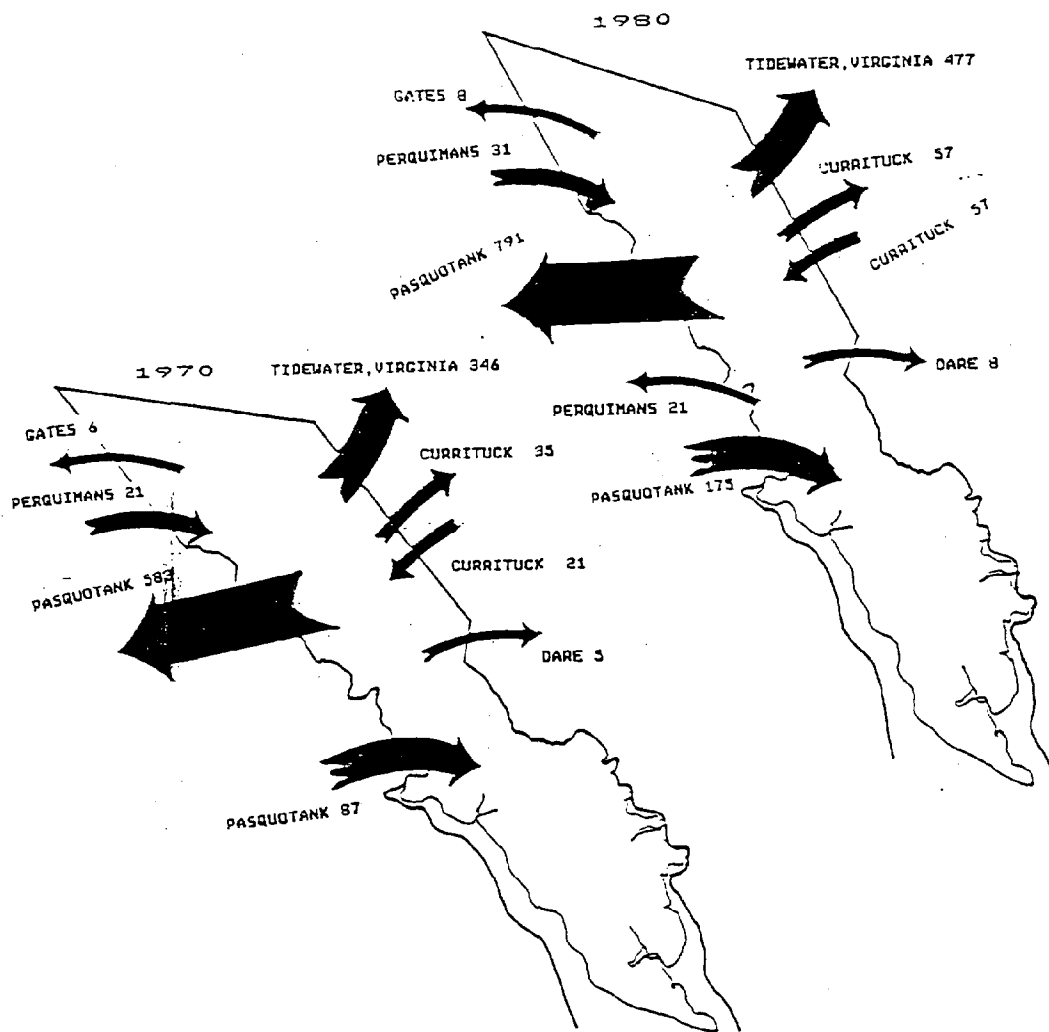 1980
TIDEWATER, VIRGINIA 477
GATES 8
PERQUIMANS 31
CURRITUCK 57
CURRITUCK 57
PASQUOTANK 791
DARE 8
PERQUIMANS 21
PASQUOTANK 175
1970
TIDEWATER, VIRGINIA 346
GATES 6
CURRITUCK 35
PERQUIMANS 21
CURRITUCK 21
PASQUOTANK
DARE 5
PASQUOTANK 87